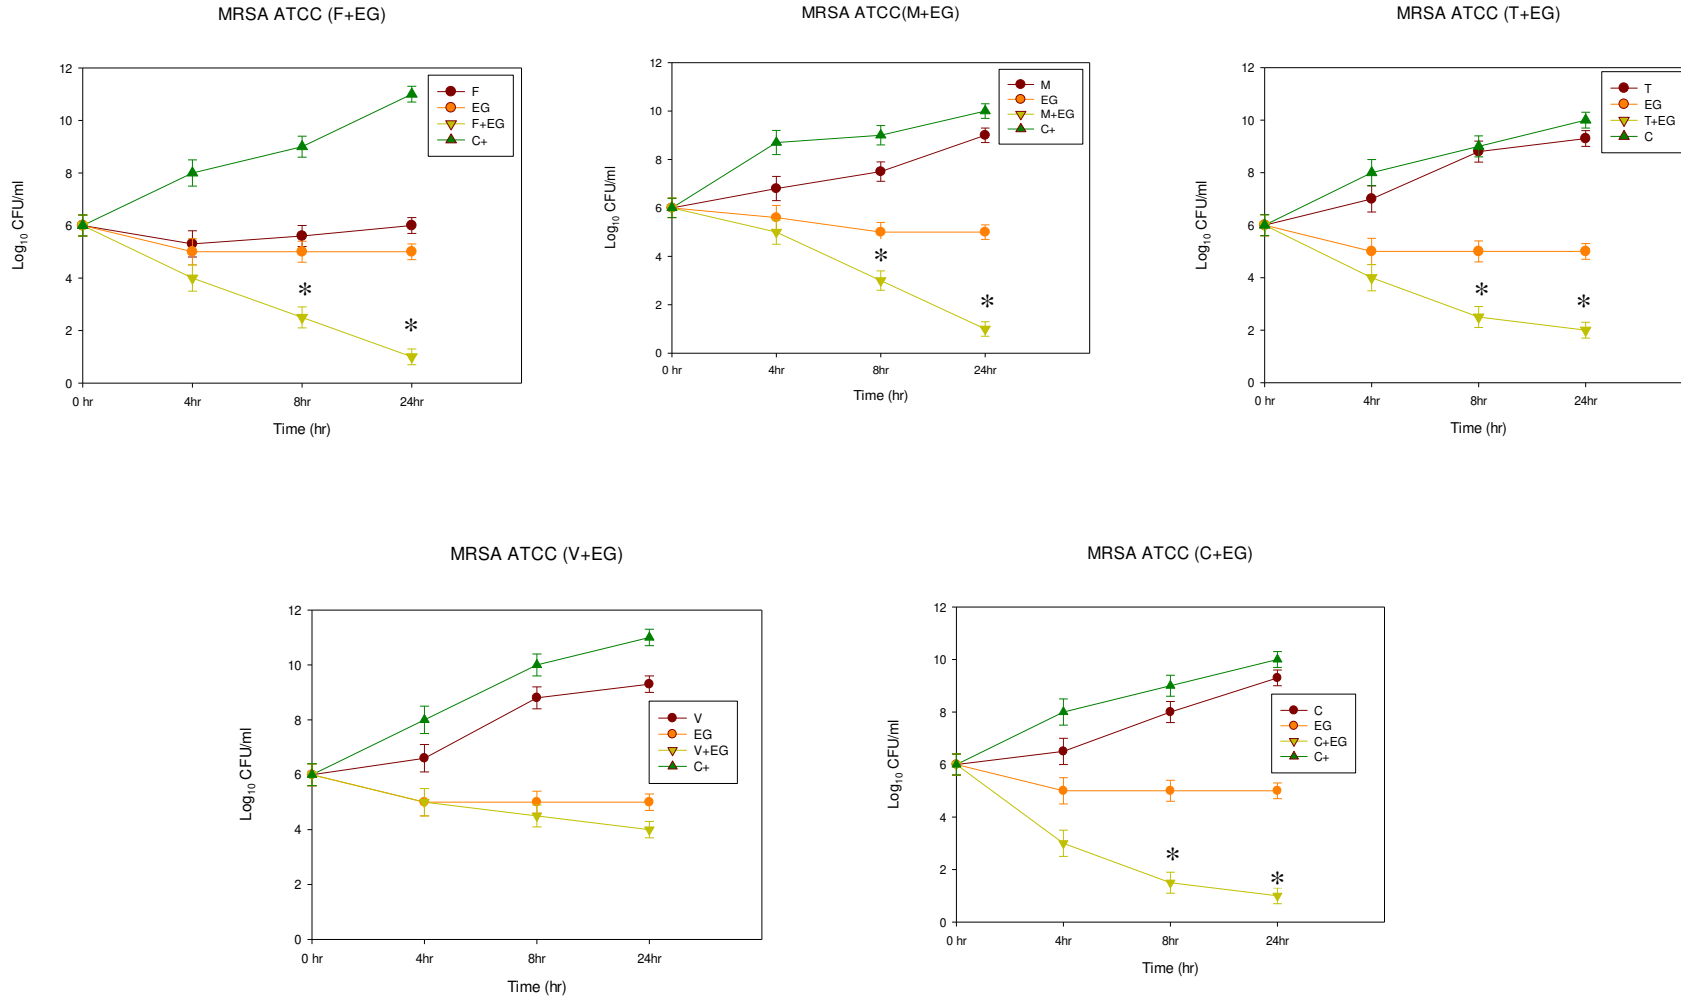 MRSA ATCC (F+EG)
12
10
8
6
4
2
0
Log10 CFU/ml
0 hr
4hr
8hr
24hr
Time (hr)
F
EG
F+EG
C+
*
*
MRSA ATCC(M+EG)
12
10
8
6
4
2
0
Log10 CFU/ml
0 hr
4hr
8hr
24hr
Time (hr)
M
EG
M+EG
C+
*
*
MRSA ATCC (T+EG)
12
10
8
6
4
2
0
Log10 CFU/ml
0 hr
4hr
8hr
24hr
Time (hr)
T
EG
T+EG
C
*
*
MRSA ATCC (V+EG)
12
10
8
6
4
2
0
Log10 CFU/ml
0 hr
4hr
8hr
24hr
Time (hr)
V
EG
V+EG
C+
MRSA ATCC (C+EG)
12
10
8
6
4
2
0
Log10 CFU/ml
0 hr
4hr
8hr
24hr
Time (hr)
C
EG
C+EG
C+
*
*